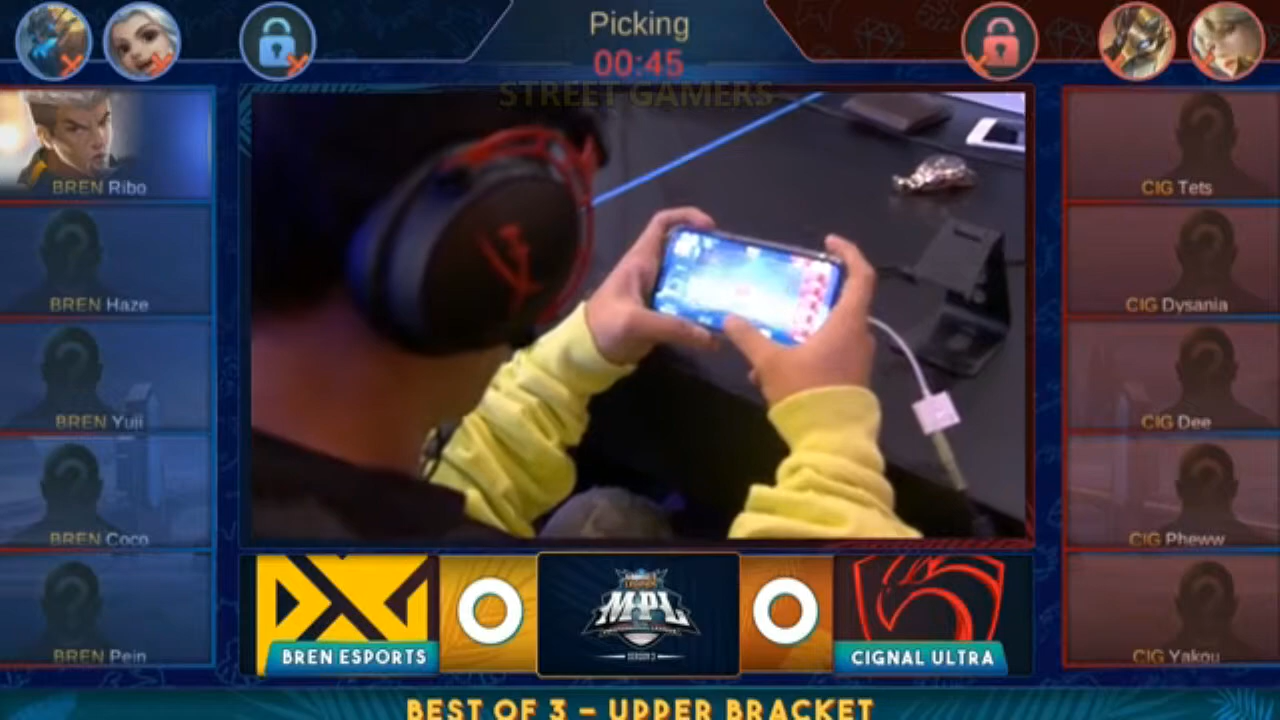 Picking
00:45
STREET GAMERS
BREN Ribo
BREN Haze
BREN Yuji
BREN Coco
BREN Pein
CIG Tets
CIG Dysania
CIG Dee
CIG Pheww
CIG Yakou
BREN ESPORTS
0
MPL
0
CIGNAL ULTRA
BEST OF 3 – UPPER BRACKET